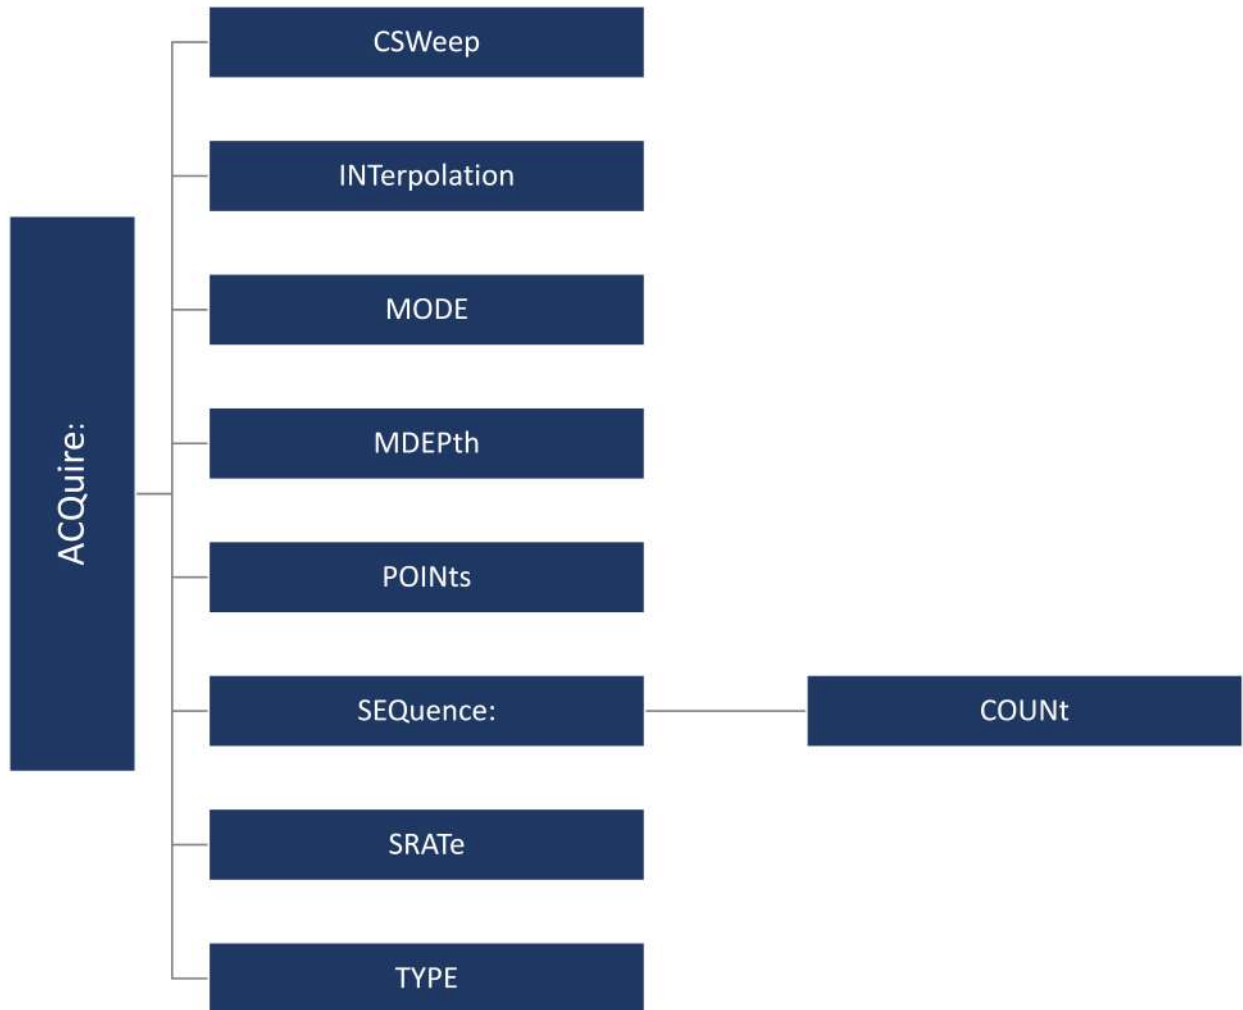 ACQuire:
CSWeep
INTerpolation
MODE
MDEPth
POINts
SEQuence:
COUNt
SRATe
TYPE